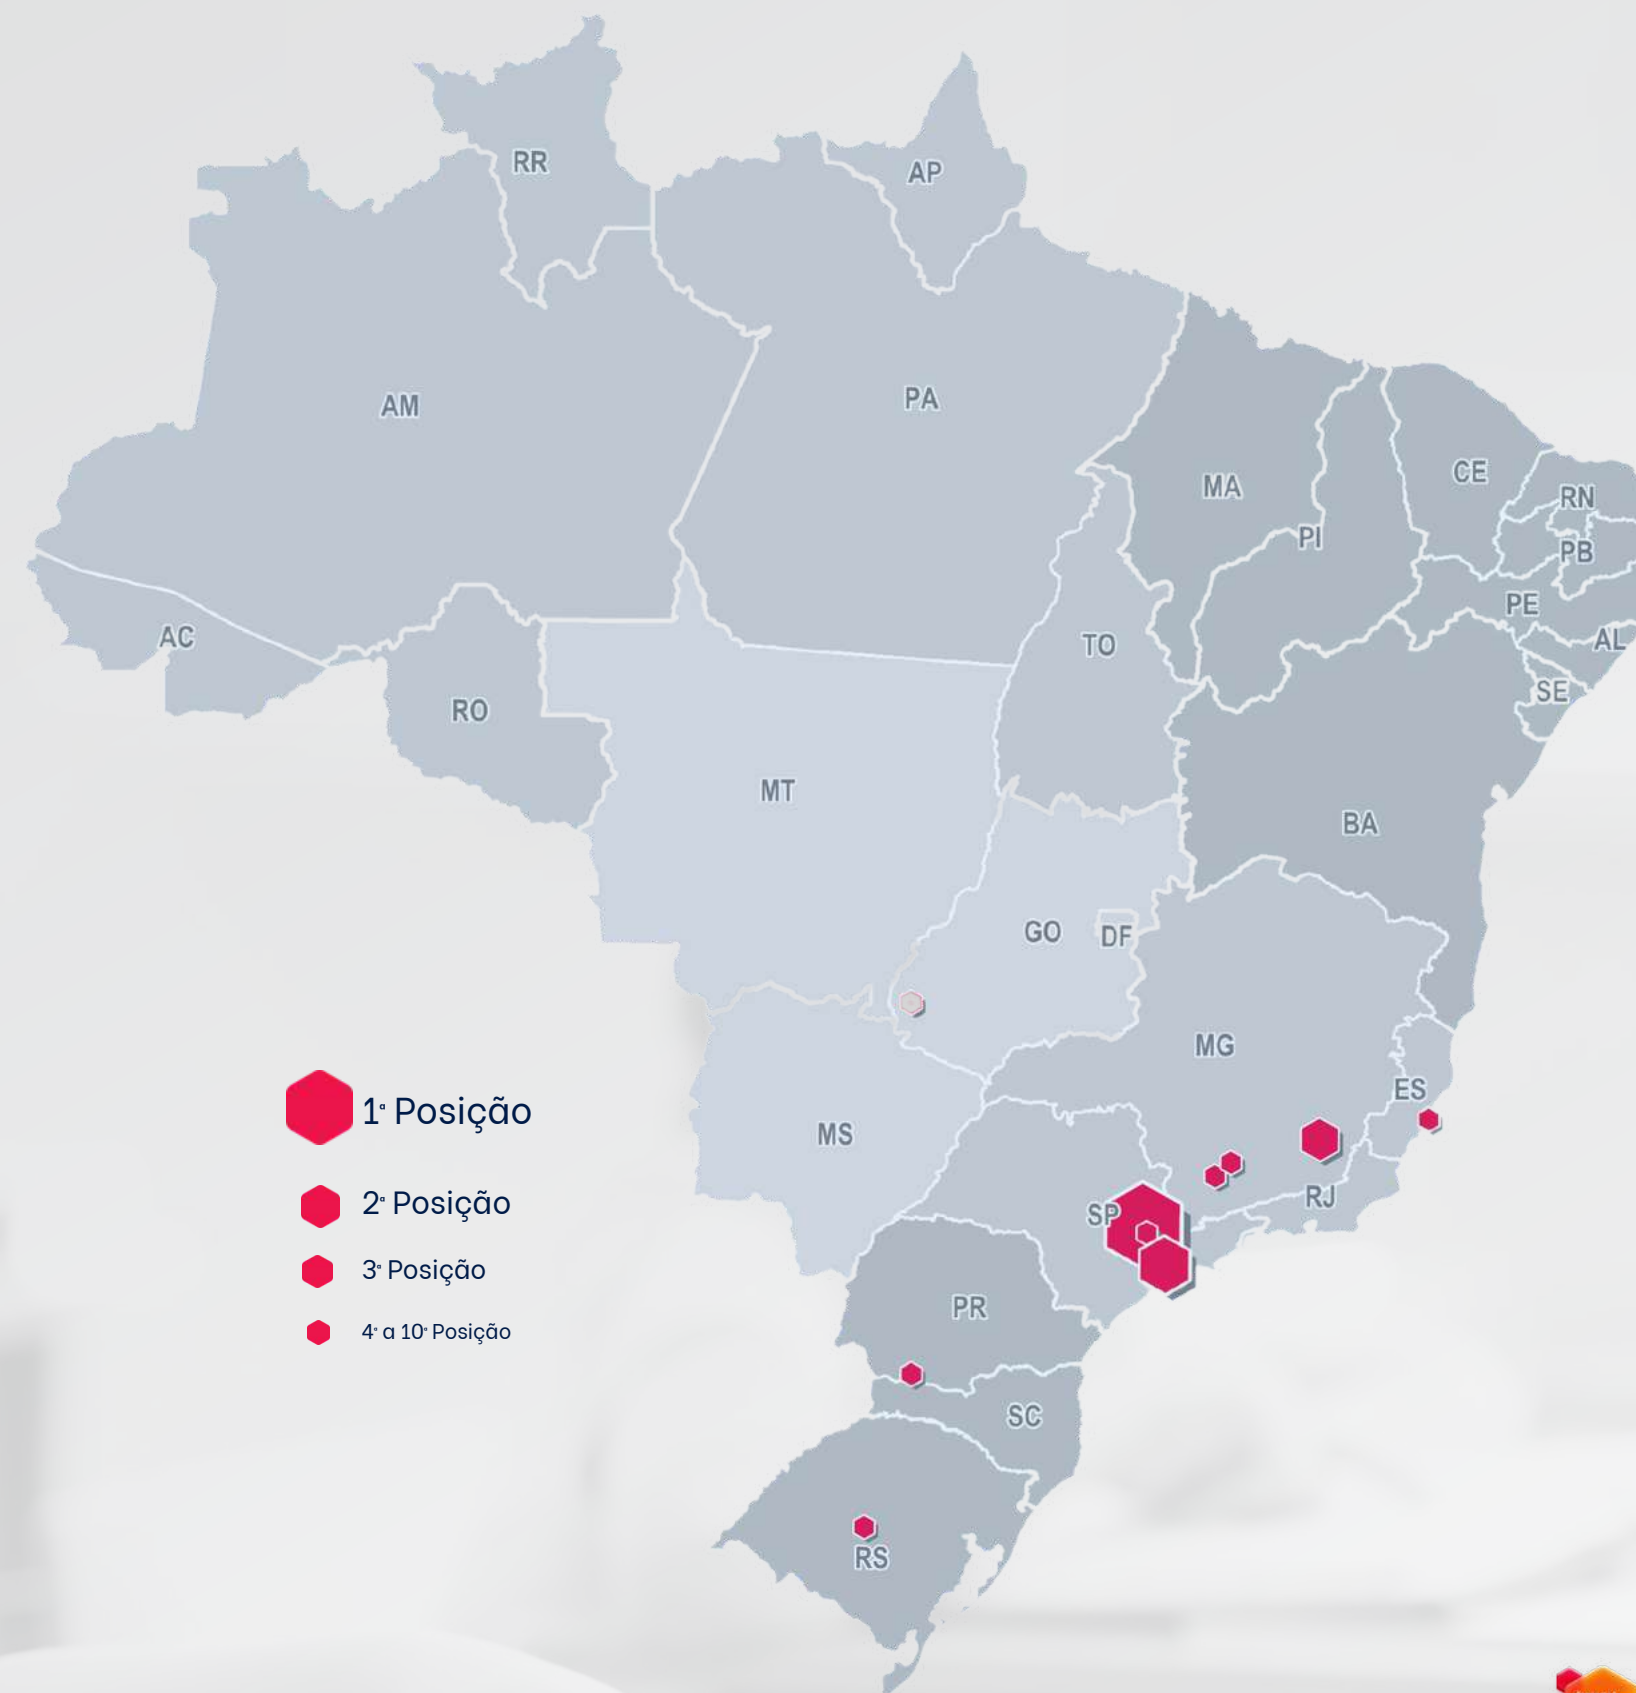 RR
AP
AM
PA
MA
CE
RN
PI
PB
PE
AL
AC
TO
SE
RO
MT
BA
GO
DF
MG
ES
1ª Posição
MS
2ª Posição
RJ
SP
3ª Posição
PR
4ª a 10ª Posição
SC
RS